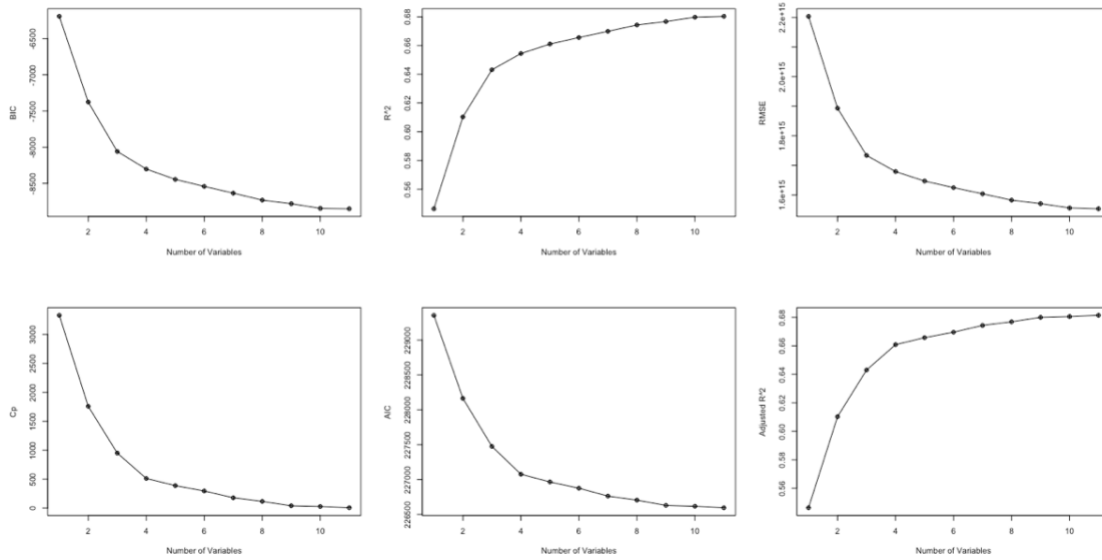 BIC
-6500
-7000
-7500
-8000
-8500
2 4 6 8 10
Number of Variables
R^2
0.68
0.66
0.64
0.62
0.60
0.58
0.56
2 4 6 8 10
Number of Variables
RMSE
2.2e+15
2.0e+15
1.8e+15
1.6e+15
2 4 6 8 10
Number of Variables
Cp
3000
2500
2000
1500
1000
500
0
2 4 6 8 10
Number of Variables
AIC
229000
228500
228000
227500
227000
226500
2 4 6 8 10
Number of Variables
Adjusted R^2
0.68
0.66
0.64
0.62
0.60
0.58
0.56
2 4 6 8 10
Number of Variables